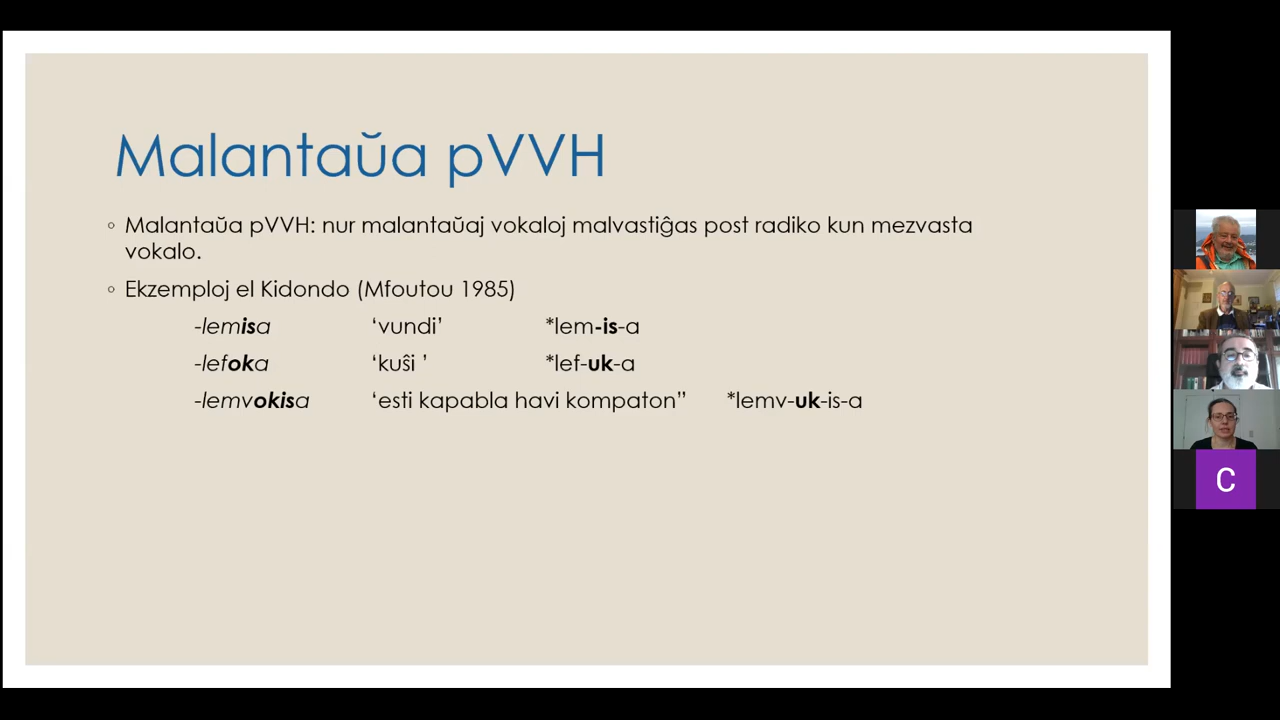 Malantaŭa pVVH
◦ Malantaŭa pVVH: nur malantaŭaj vokaloj malvastiĝas post radiko kun mezvasta
vokalo.
◦ Ekzemploj el Kidondo (Mfoutou 1985)
-lemisa ‘vundi’ *lem-is-a
-lefoka ‘kuŝi ’ *lef-uk-a
-lemvokisa ‘esti kapabla havi kompaton” *lemv-uk-is-a
C